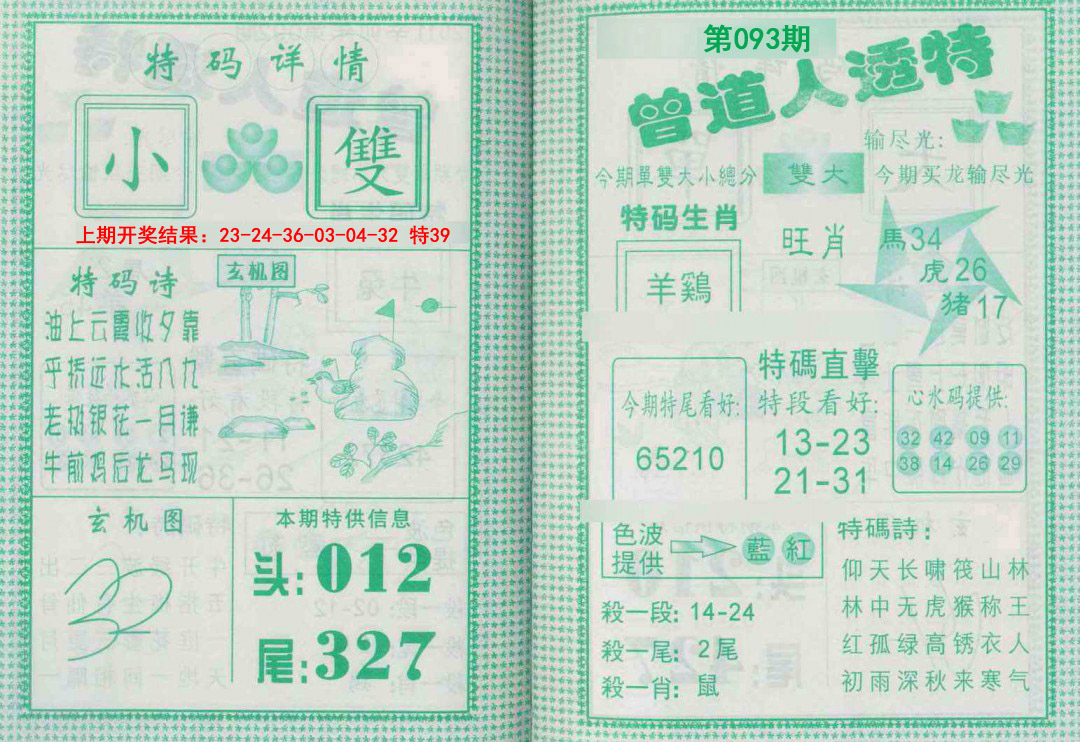 特码详情
小 雙
上期开奖结果：23-24-36-03-04-32 特39
特码诗
油上云霞收夕靠
乎挢远水活八九
老扨银花一月谦
牛前鸡后龙马现
玄机图
玄机图
本期特供信息
头：012
尾：327
第093期
曾道人透特
输尽光：
今期單雙大小總分 雙大 今期买龙输尽光
特码生肖
羊鷄
旺肖
馬34
虎26
猪17
今期特尾看好：
65210
特碼直擊
特段看好：
13-23
21-31
心水码提供：
32 42 09 11
38 14 26 29
色波
提供
藍 紅
殺一段：14-24
殺一尾：2尾
殺一肖：鼠
特碼詩：
仰天长啸筏山林
林中无虎猴称王
红孤绿高锈衣人
初雨深秋来寒气